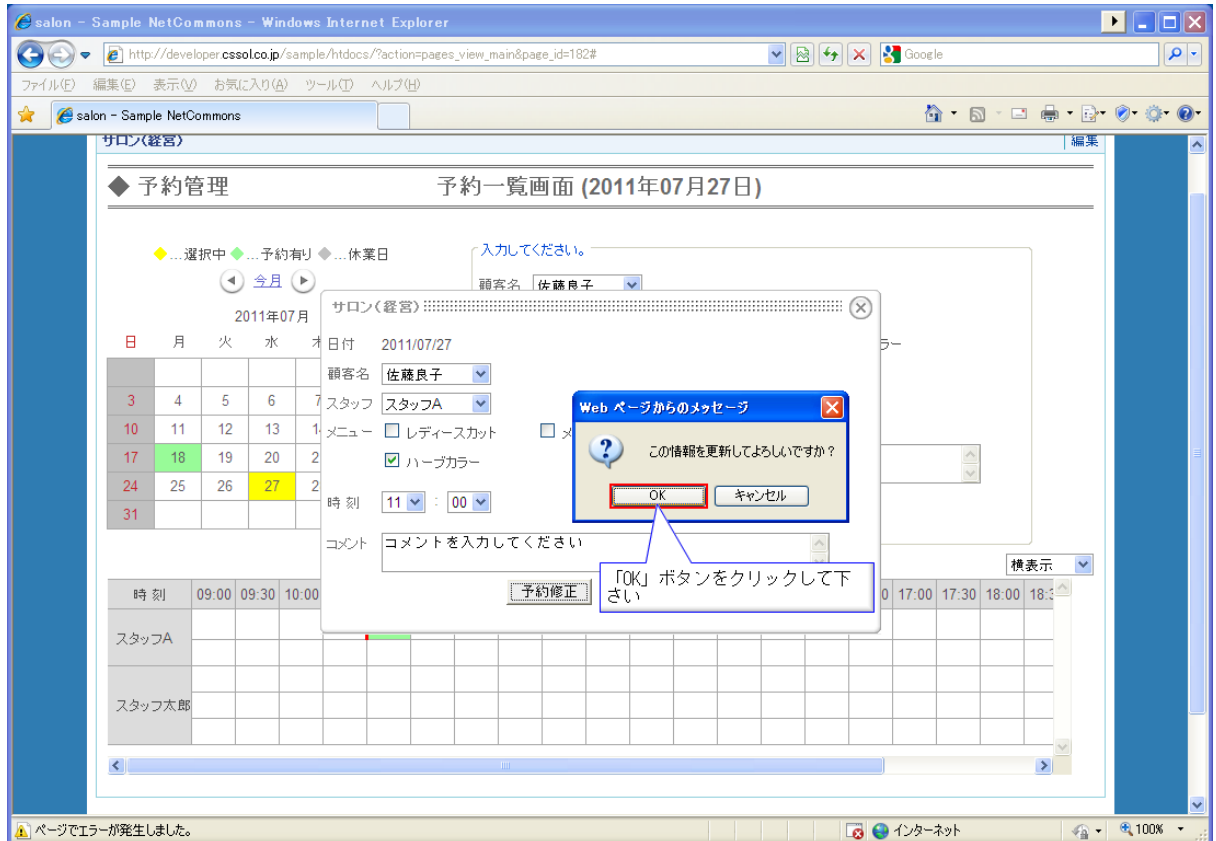 salon - Sample NetCommons - Windows Internet Explorer
http://developer.cssol.co.jp/sample/htdocs/?action=pages_view_main&page_id=182#
Google
ファイル(F) 編集(E) 表示(V) お気に入り(A) ツール(T) ヘルプ(H)
salon - Sample NetCommons
サロン(経営) 編集
◆ 予約管理 予約一覧画面 (2011年07月27日)
◆…選択中 ◆…予約有り ◆…休業日
入力してください。
今月
顧客名 佐藤良子
2011年07月
日 月 火 水 木
3 4 5 6 7
10 11 12 13
17 18 19 20
24 25 26 27
31
サロン(経営)
日付 2011/07/27
顧客名 佐藤良子
スタッフ スタッフA
メニュー レディースカット
ハーブカラー
時刻 11 : 00
コメント コメントを入力してください
予約修正
Web ページからのメッセージ
この情報を更新してよろしいですか?
OK キャンセル
「OK」ボタンをクリックして下
さい
横表示
時刻 09:00 09:30 10:00 17:00 17:30 18:00
スタッフA
スタッフ太郎
ページでエラーが発生しました。 インターネット 100%